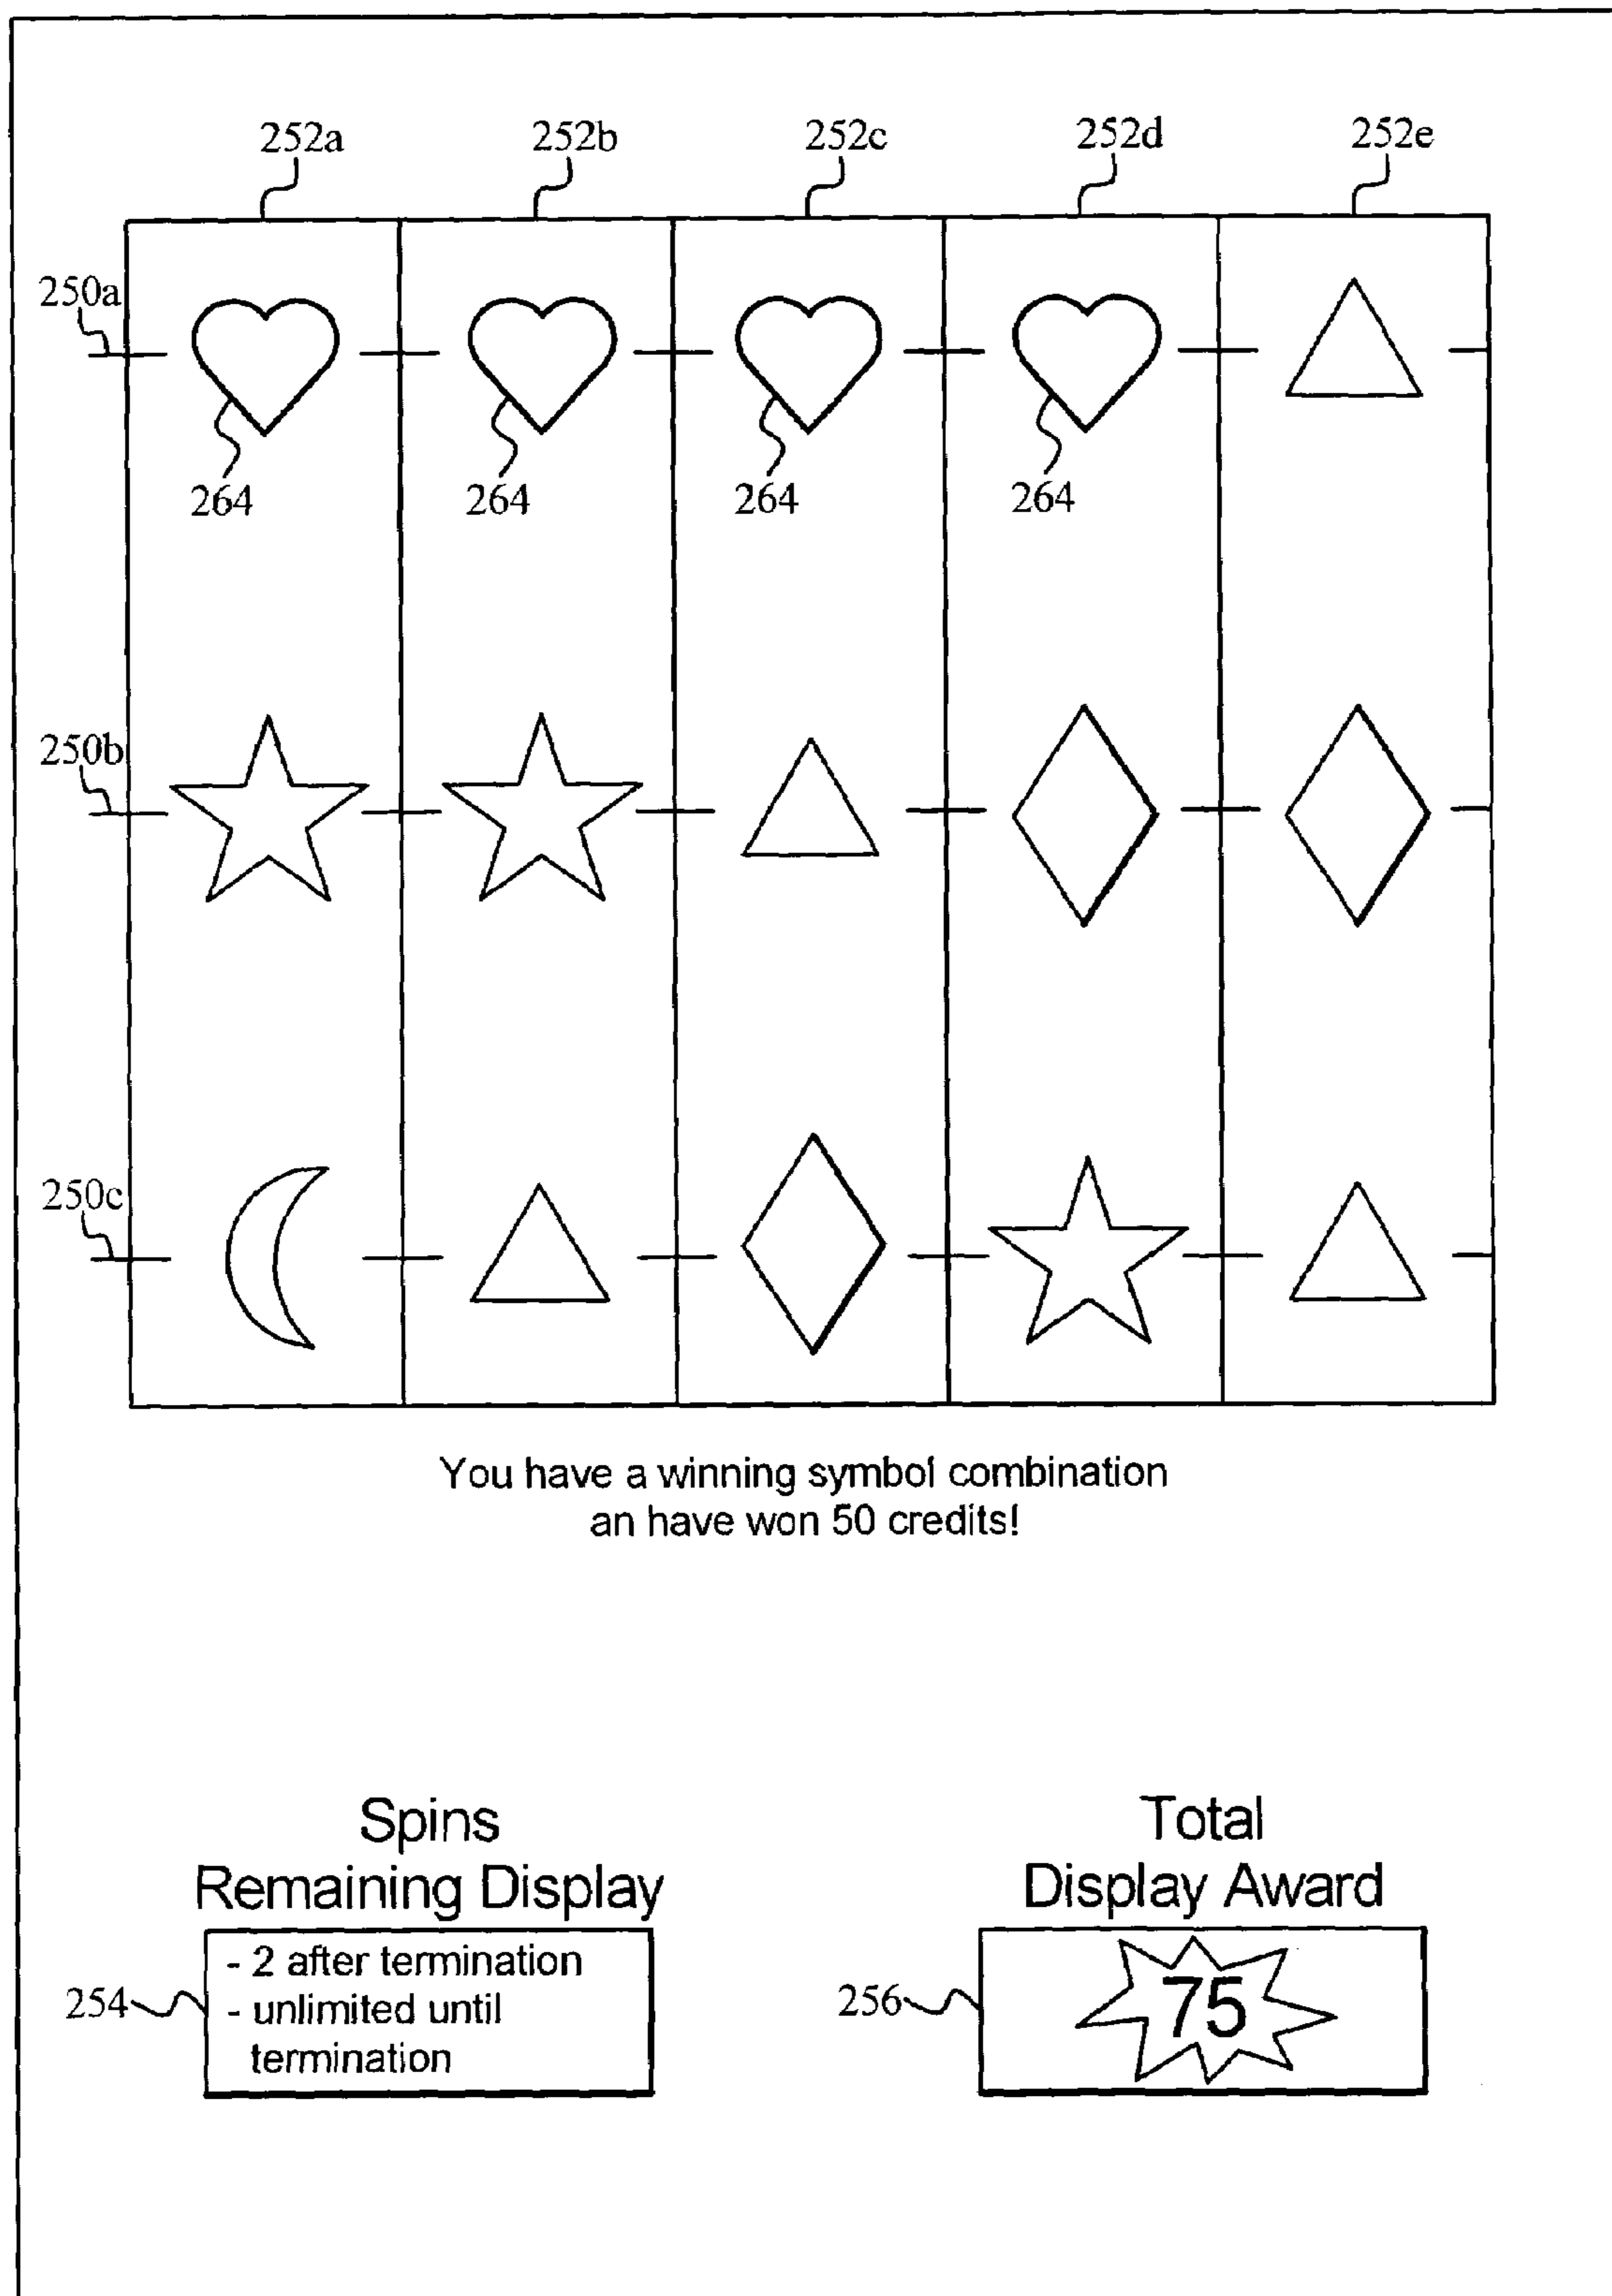 252a 252b 252c 252d 252e
250a
264 264 264 264
250b
250c
You have a winning symbol combination
an have won 50 credits!
Spins
Remaining Display
254
- 2 after termination
- unlimited until
termination
Total
Display Award
256
75